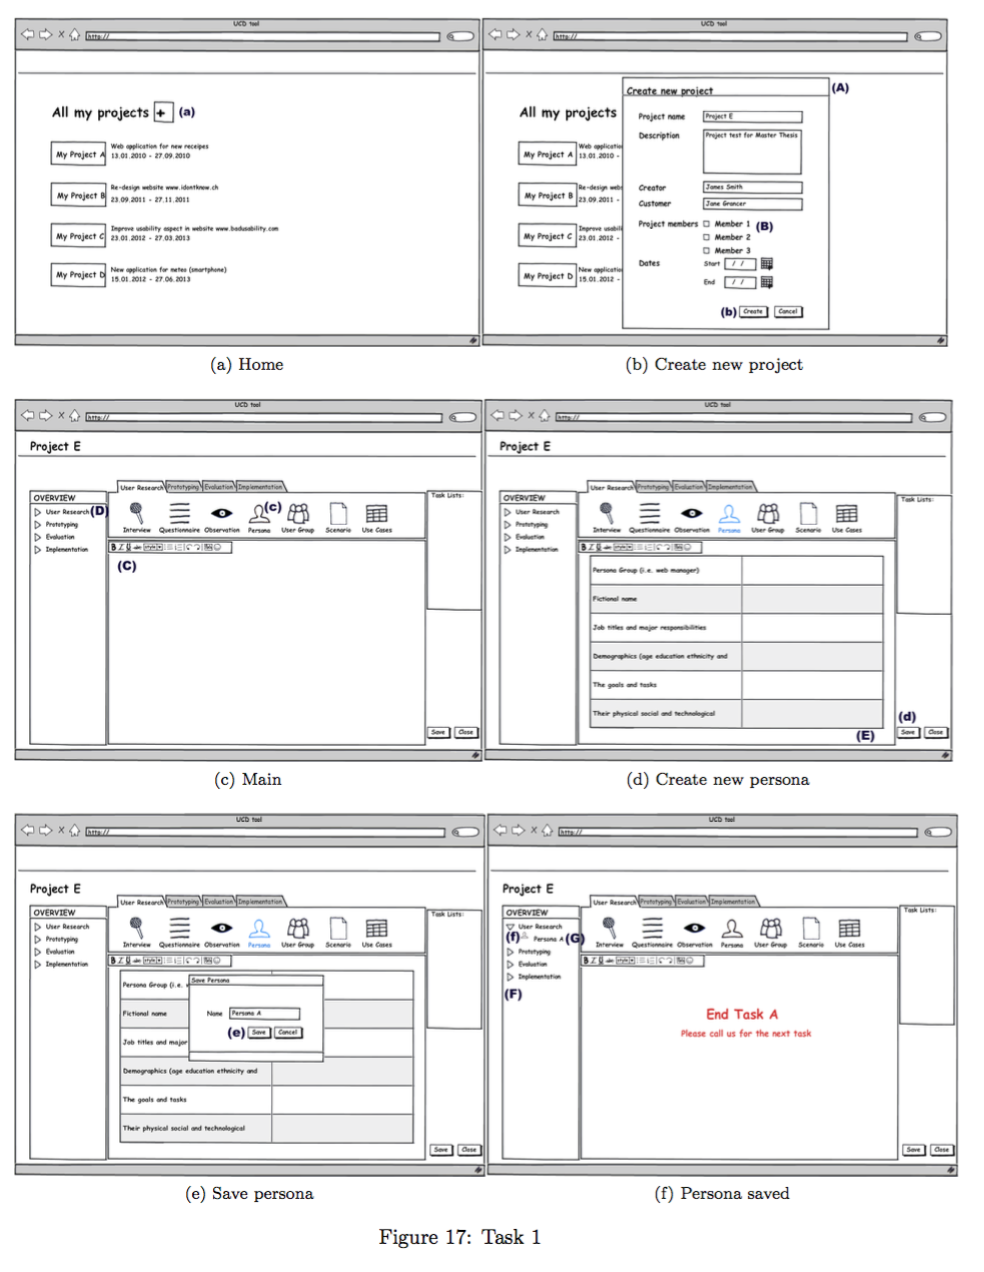 UCD tool
http://
All my projects + (a)
My Project A
Web application for new receipes
13.01.2010 - 27.09.2010
My Project B
Re-design website www.idontknow.ch
23.09.2011 - 27.11.2011
My Project C
Improve usability aspect in website www.badusability.com
23.01.2012 - 27.03.2013
My Project D
New application for notes (smartphone)
15.01.2012 - 27.06.2013
(a) Home
UCD tool
http://
All my projects
My Project A
Web applicatio
13.01.2010 -
My Project B
Re-design webs
23.09.2011 -
My Project C
Improve usabili
23.01.2012 -
My Project D
New applicatio
15.01.2012 -
Create new project (A)
Project name Project E
Description Project test for Master Thesis
Creator James Smith
Customer Jane Grancer
Project members Member 1 (B)
Member 2
Member 3
Dates Start / /
End / /
(b) Create Cancel
(b) Create new project
UCD tool
http://
Project E
User Research Prototyping Evaluation Implementation
OVERVIEW
User Research (D)
Prototyping
Evaluation
Implementation
(c)
Interview Questionnaire Observation Persona User Group Scenario Use Cases
B I U abc style
(C)
Task Lists:
Save Close
(c) Main
UCD tool
http://
Project E
User Research Prototyping Evaluation Implementation
OVERVIEW
User Research
Prototyping
Evaluation
Implementation
Interview Questionnaire Observation Persona User Group Scenario Use Cases
B I U abc style
Task Lists:
Persona Group (i.e. web manager)
Fictional name
Job titles and major responsibilities
Demographics (age education ethnicity and
The goals and tasks
Their physical social and technological
(d)
Save Close
(E)
(d) Create new persona
UCD tool
http://
Project E
User Research Prototyping Evaluation Implementation
OVERVIEW
User Research
Prototyping
Evaluation
Implementation
Interview Questionnaire Observation Persona User Group Scenario Use Cases
B I U abc style
Task Lists:
Persona Group (i.e.
Fictional name
Job titles and major
Demographics (age education ethnicity and
The goals and tasks
Their physical social and technological
Save Persona
Name Persona A
(e) Save Cancel
Save Close
(e) Save persona
UCD tool
http://
Project E
User Research Prototyping Evaluation Implementation
OVERVIEW
User Research
(f) Persona A (G)
Prototyping
Evaluation
Implementation
(F)
Interview Questionnaire Observation Persona User Group Scenario Use Cases
B I U abc style
Task Lists:
End Task A
Please call us for the next task
Save Close
(f) Persona saved
Figure 17: Task 1